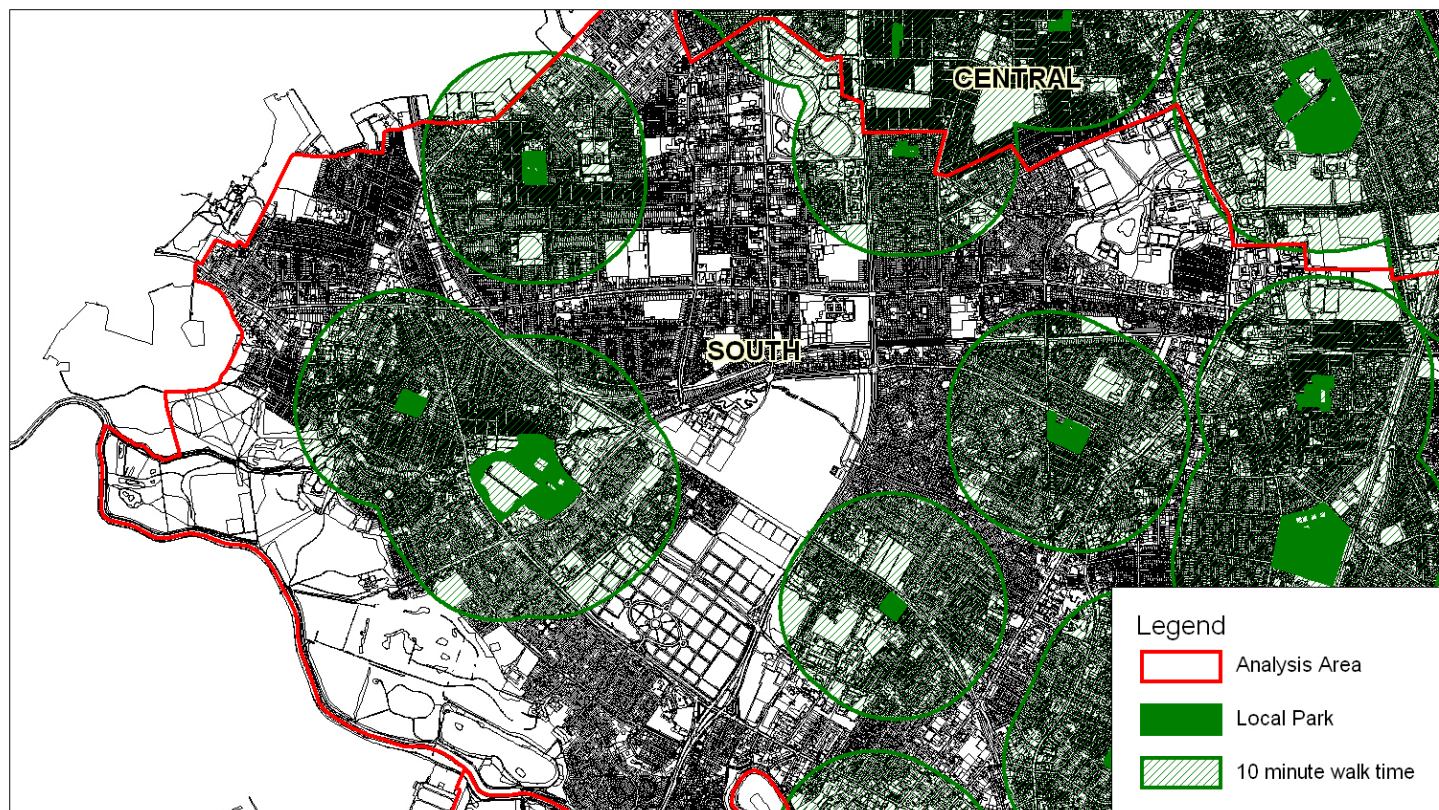 CENTRAL
SOUTH
Legend
Analysis Area
Local Park
10 minute walk time